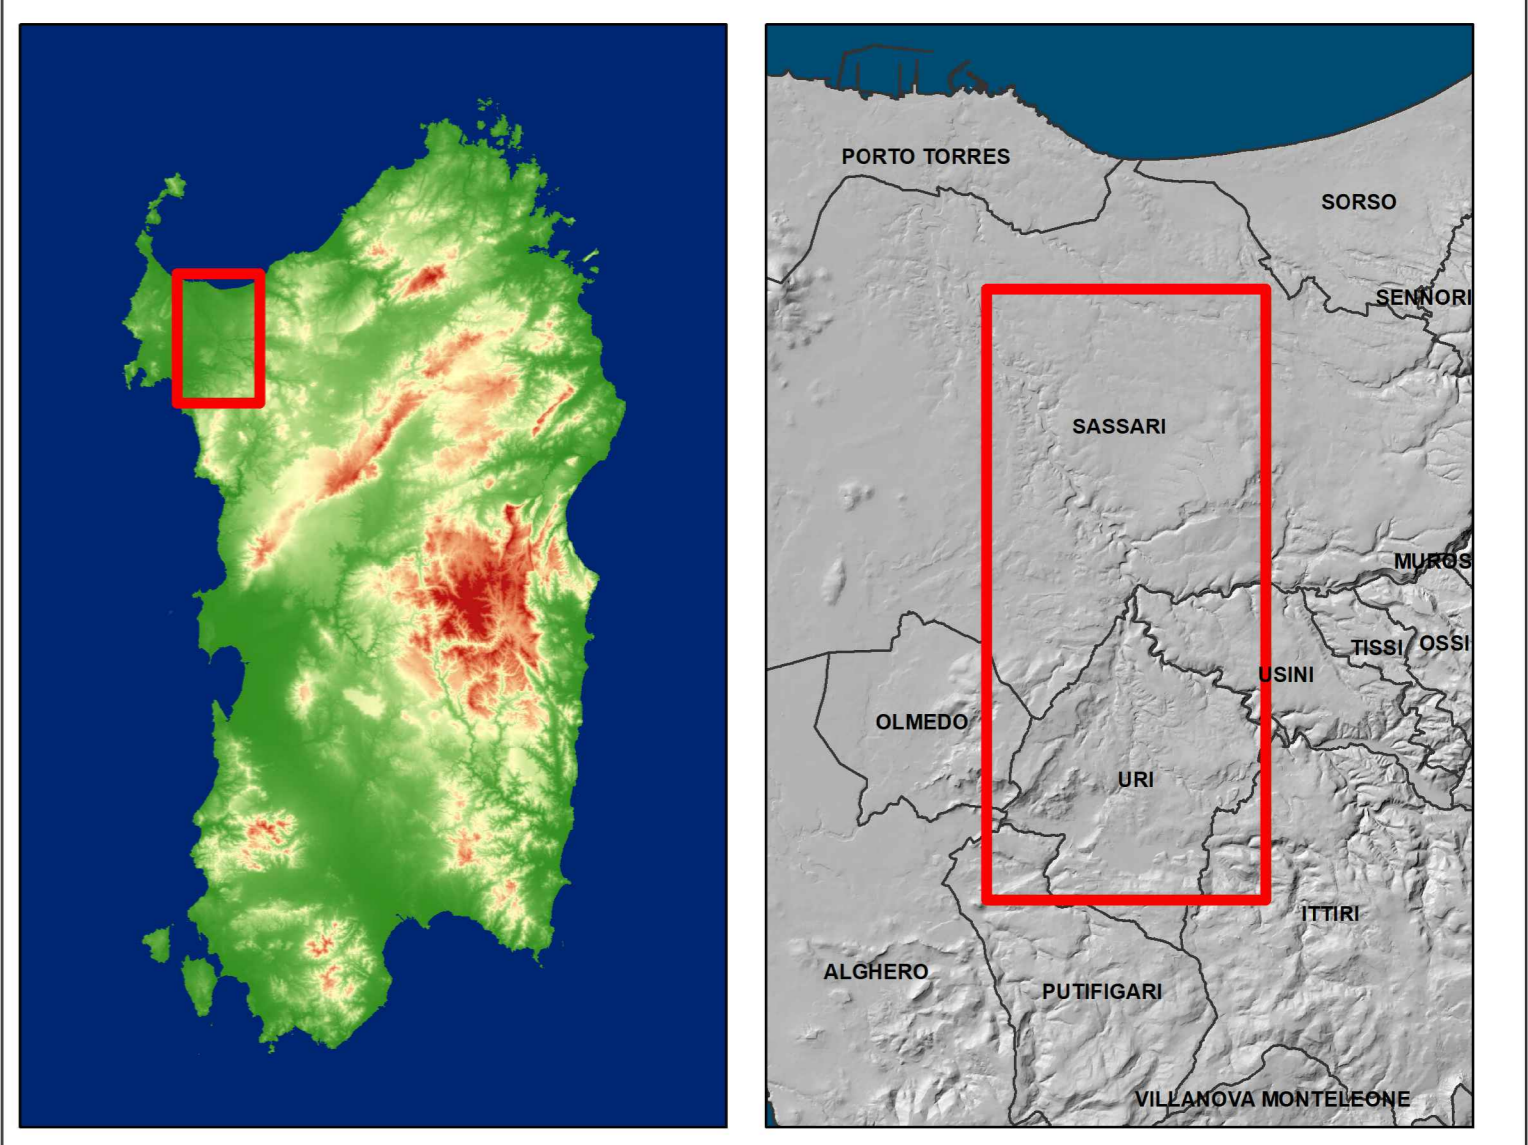 PORTO TORRES
SORSO
SENNORI
SASSARI
MUROS
TISSI
OSSI
USINI
OLMEDO
URI
ITTIRI
ALGHERO
PUTIFIGARI
VILLANOVA MONTELEONE